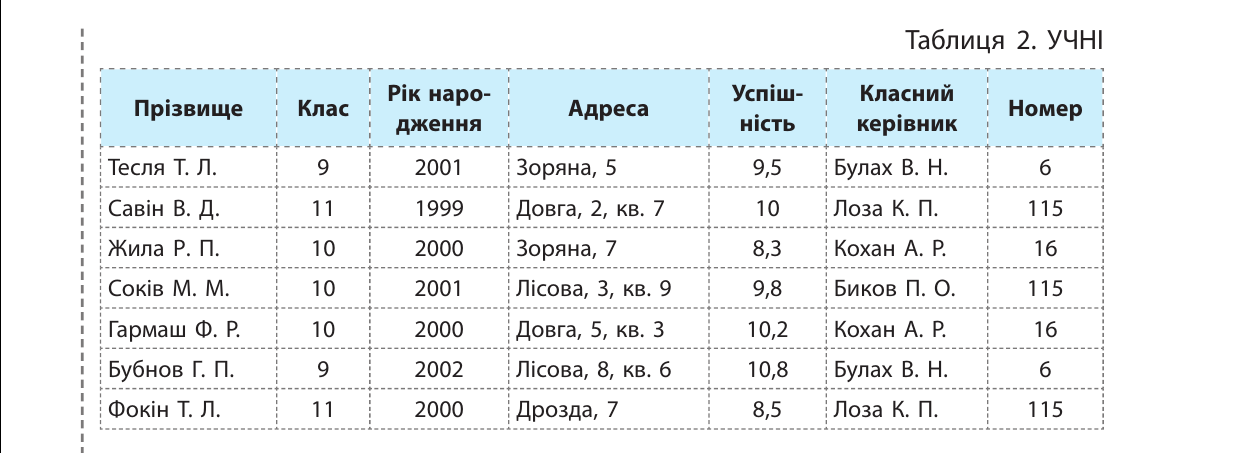 Таблиця 2. УЧНІ
Прізвище Клас Рік наро-дження Адреса Успіш-ність Класний керівник Номер
Тесля Т. Л. 9 2001 Зоряна, 5 9,5 Булах В. Н. 6
Савін В. Д. 11 1999 Довга, 2, кв. 7 10 Лоза К. П. 115
Жила Р. П. 10 2000 Зоряна, 7 8,3 Кохан А. Р. 16
Соків М. М. 10 2001 Лісова, 3, кв. 9 9,8 Биков П. О. 115
Гармаш Ф. Р. 10 2000 Довга, 5, кв. 3 10,2 Кохан А. Р. 16
Бубнов Г. П. 9 2002 Лісова, 8, кв. 6 10,8 Булах В. Н. 6
Фокін Т. Л. 11 2000 Дрозда, 7 8,5 Лоза К. П. 115